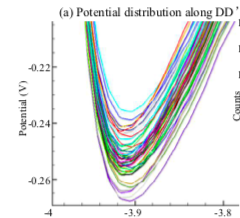 (a) Potential distribution along DD'
Potential (V)
-0.22
-0.24
-0.26
-4
-3.9
-3.8
Counts